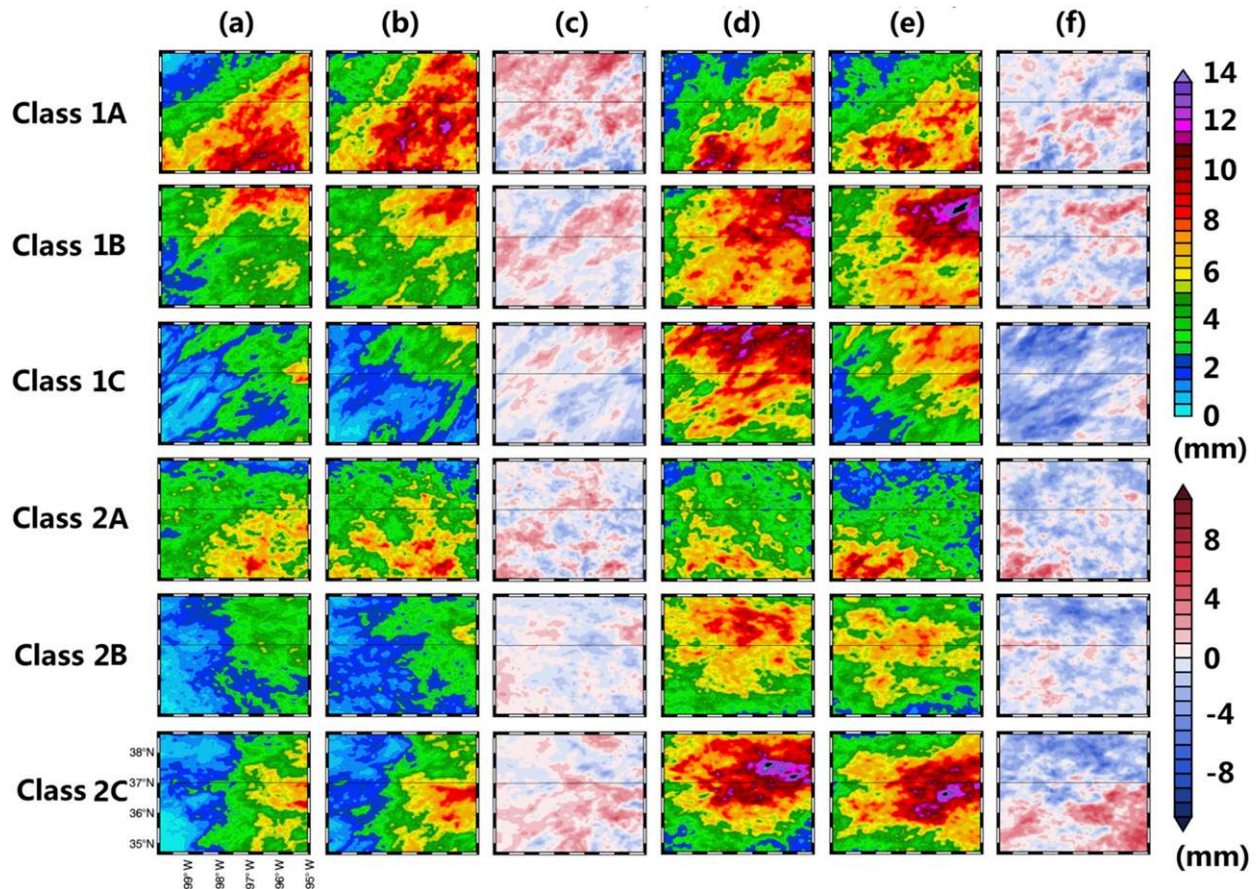 (a) (b) (c) (d) (e) (f)
Class 1A
Class 1B
Class 1C
Class 2A
Class 2B
Class 2C
38°N
37°N
36°N
35°N
99° W 98° W 97° W 96° W 95° W
14
12
10
8
6
4
2
0
(mm)
8
4
0
-4
-8
(mm)